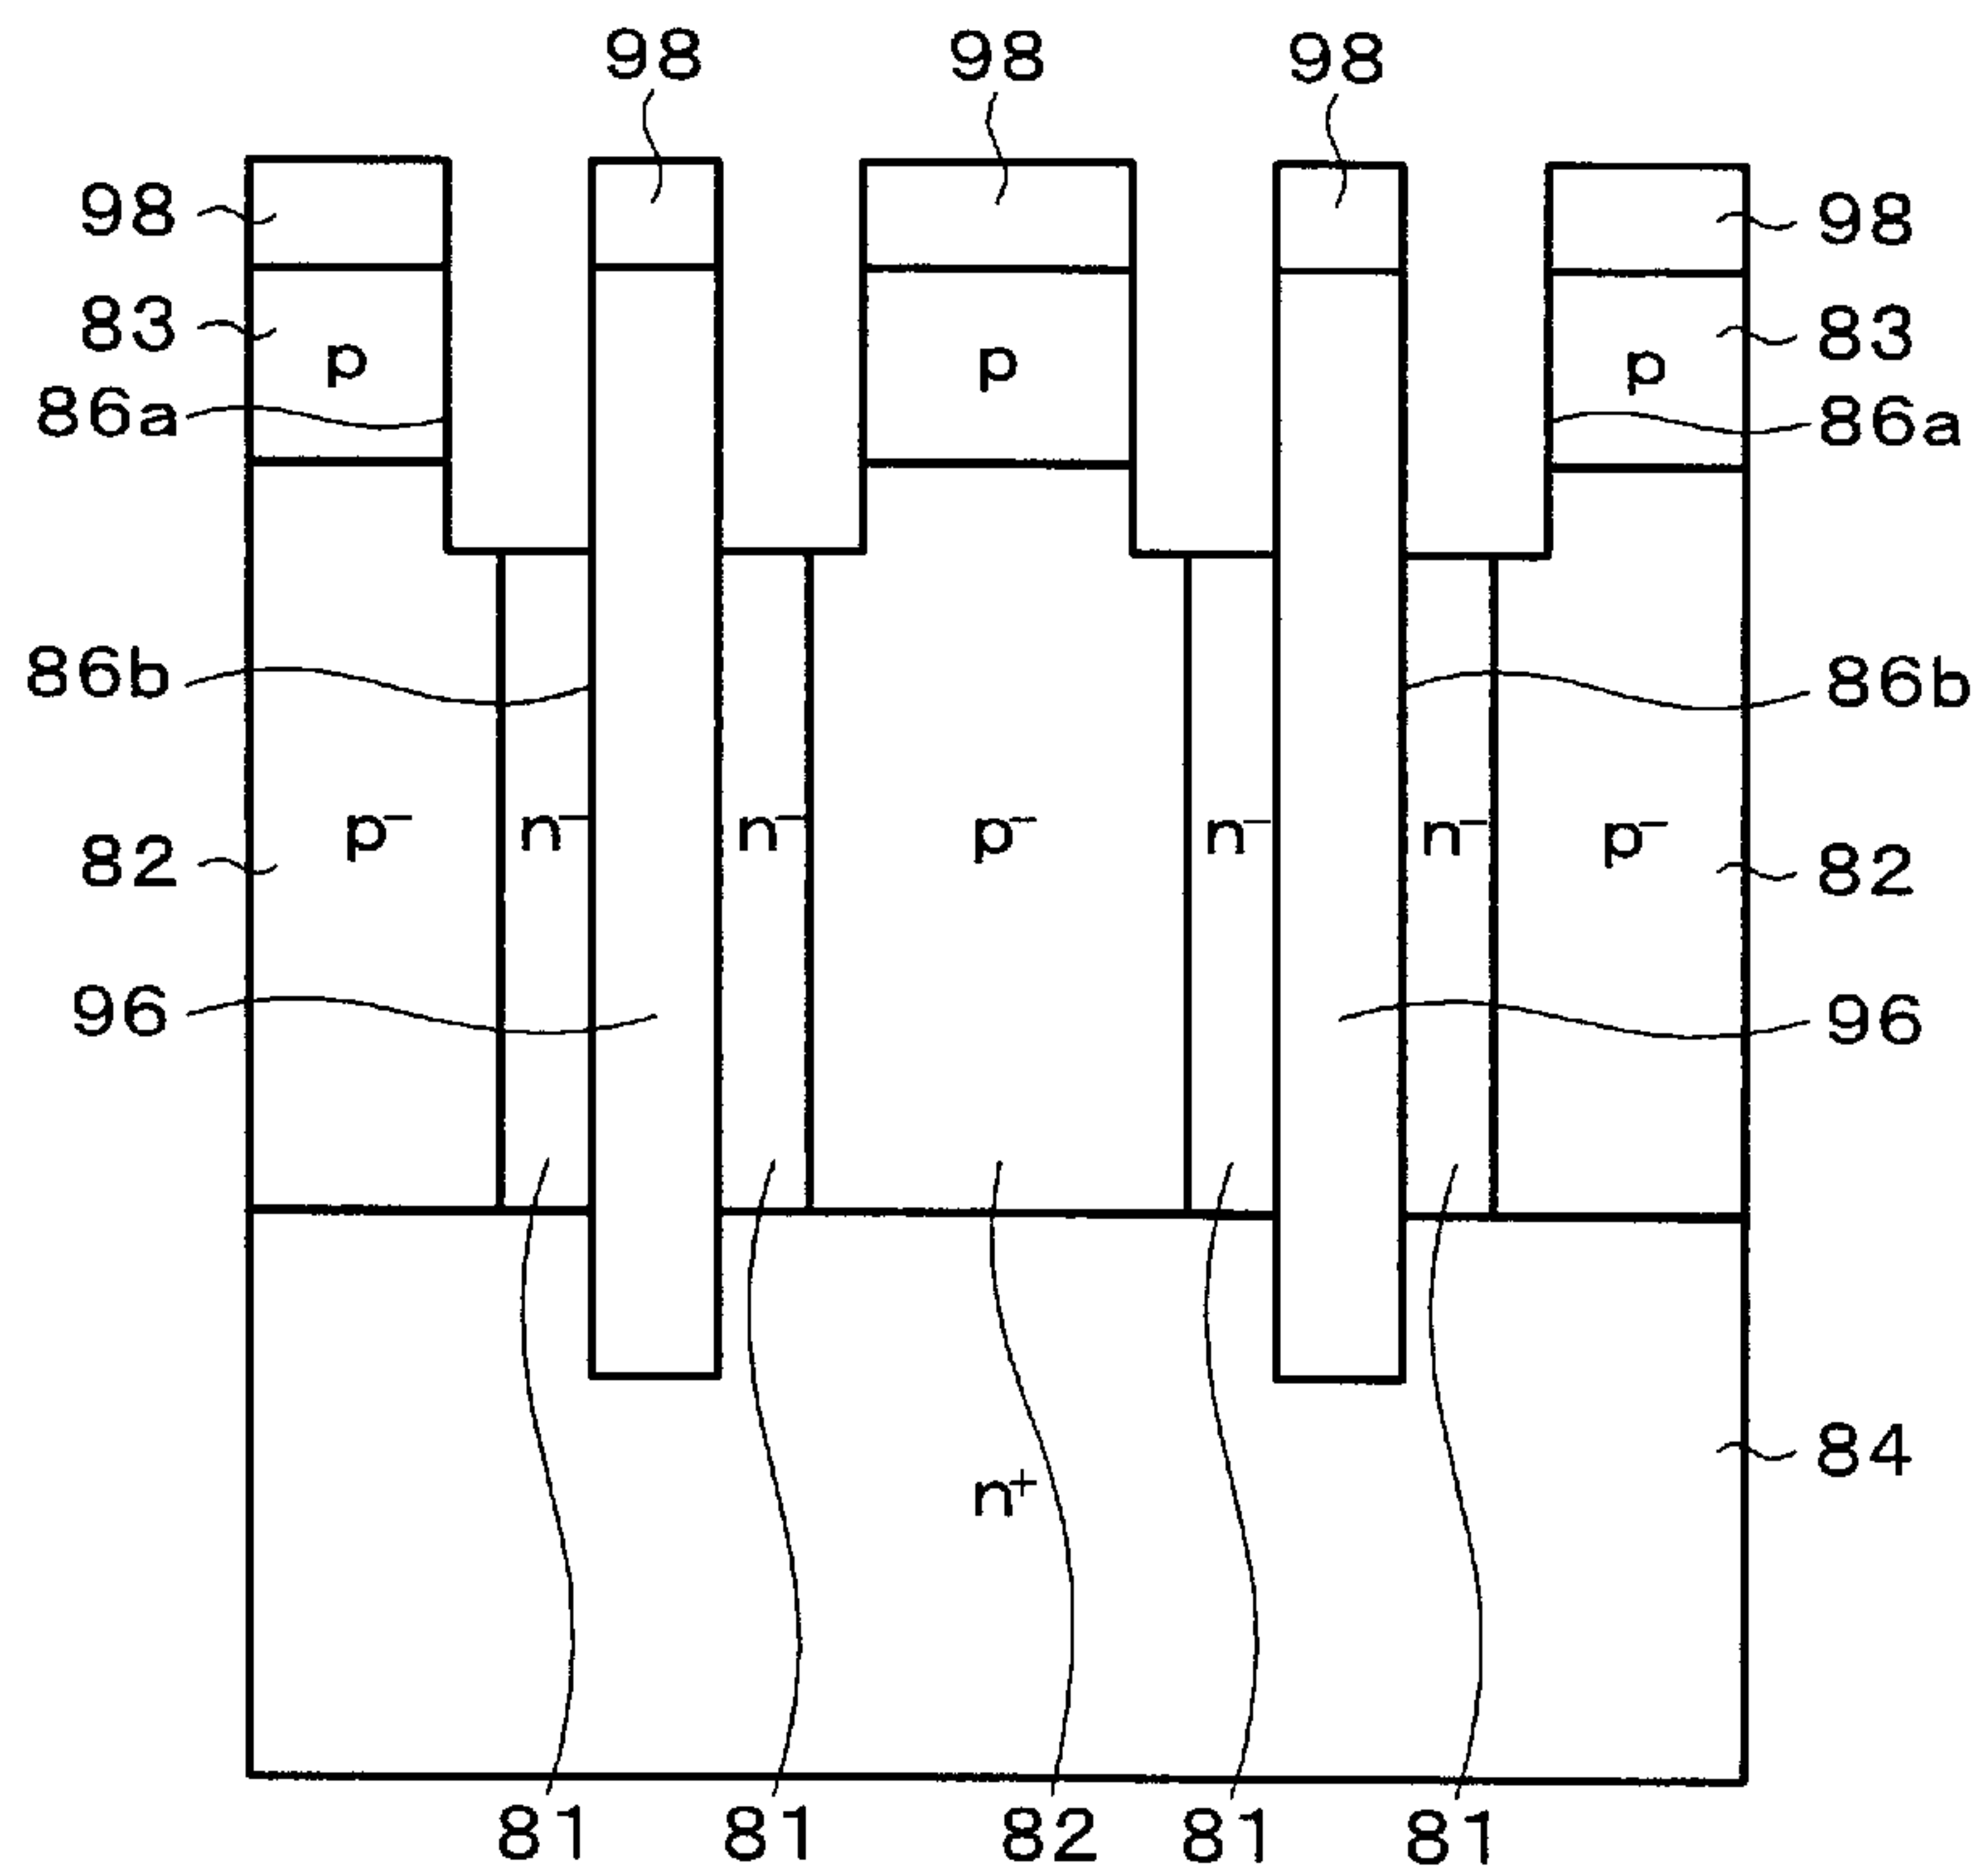 98 98 98
98 98
83 p p p 83
86a 86a
86b 86b
p⁻ n⁻ n⁻ p⁻ n⁻ n⁻ p⁻
82 82
96 96
84
n⁺
81 81 82 81 81